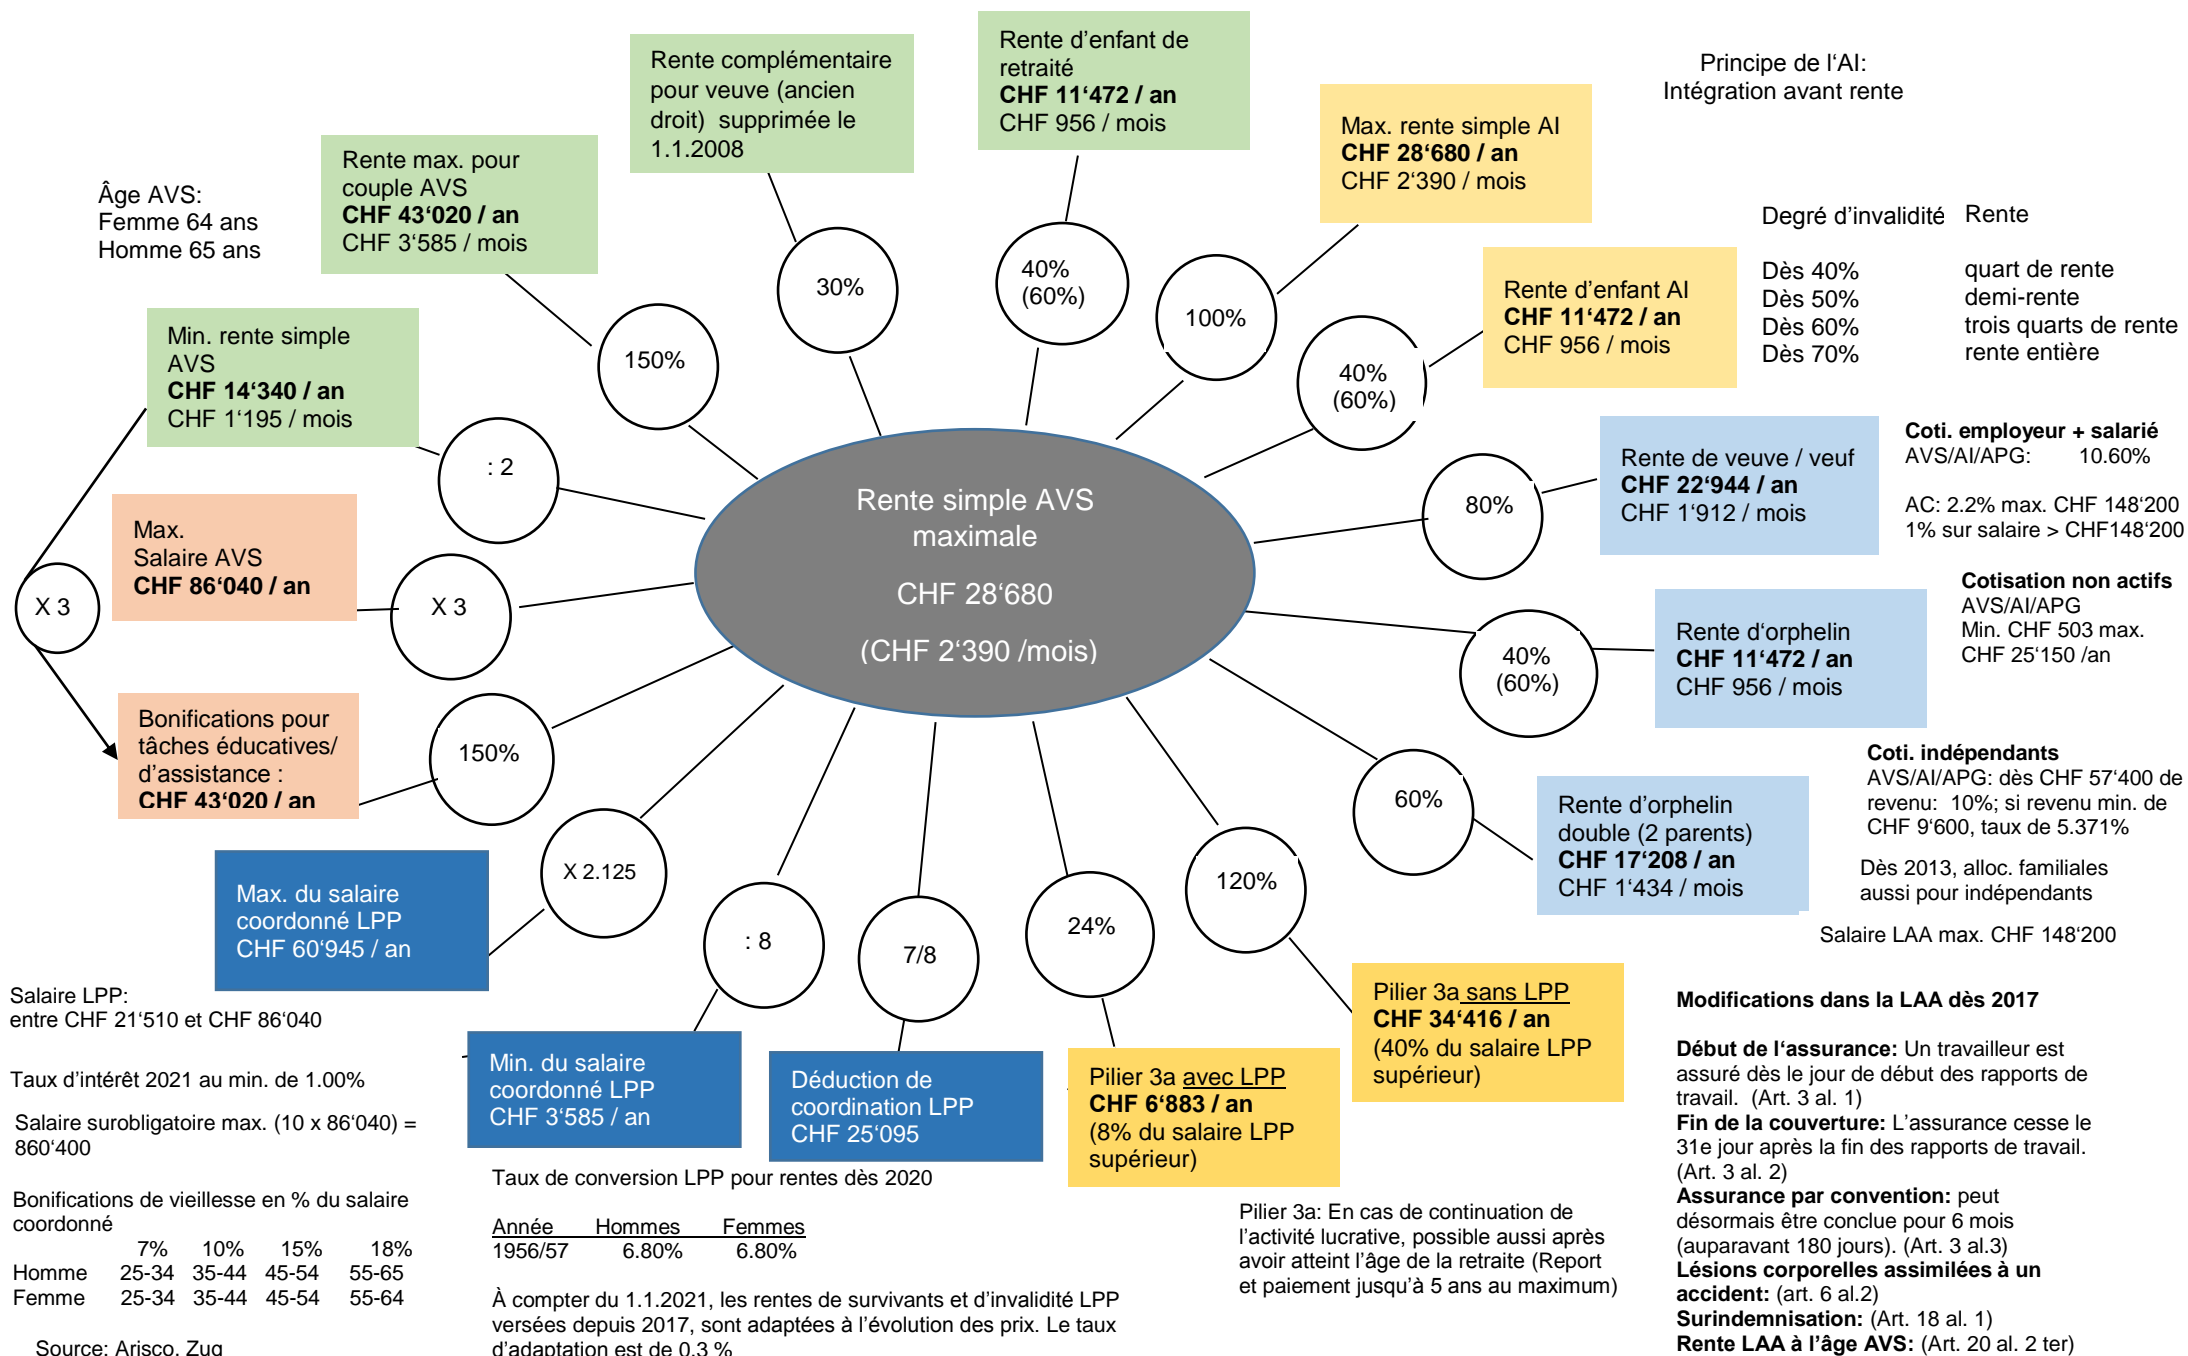 Rente complémentaire
pour veuve (ancien
droit)  supprimée le
1.1.2008
Rente d'enfant de
retraité
CHF 11'472 / an
CHF 956 / mois
Principe de l'AI:
Intégration avant rente
Max. rente simple AI
CHF 28'680 / an
CHF 2'390 / mois
Rente max. pour
couple AVS
CHF 43'020 / an
CHF 3'585 / mois
Âge AVS:
Femme 64 ans
Homme 65 ans
Degré d'invalidité Rente
Dès 40% quart de rente
Dès 50% demi-rente
Dès 60% trois quarts de rente
Dès 70% rente entière
Rente d'enfant AI
CHF 11'472 / an
CHF 956 / mois
30%
40%
(60%)
100%
150%
40%
(60%)
Min. rente simple
AVS
CHF 14'340 / an
CHF 1'195 / mois
: 2
80%
Rente de veuve / veuf
CHF 22'944 / an
CHF 1'912 / mois
Coti. employeur + salarié
AVS/AI/APG: 10.60%
AC: 2.2% max. CHF 148'200
1% sur salaire > CHF148'200
Rente simple AVS
maximale
CHF 28'680
(CHF 2'390 /mois)
Max.
Salaire AVS
CHF 86'040 / an
X 3
X 3
Cotisation non actifs
AVS/AI/APG
Min. CHF 503 max.
CHF 25'150 /an
Rente d'orphelin
CHF 11'472 / an
CHF 956 / mois
40%
(60%)
Bonifications pour
tâches éducatives/
d'assistance :
CHF 43'020 / an
150%
60%
Rente d'orphelin
double (2 parents)
CHF 17'208 / an
CHF 1'434 / mois
Coti. indépendants
AVS/AI/APG: dès CHF 57'400 de
revenu:  10%; si revenu min. de
CHF 9'600, taux de 5.371%
Dès 2013, alloc. familiales
aussi pour indépendants
Salaire LAA max. CHF 148'200
Max. du salaire
coordonné LPP
CHF 60'945 / an
X 2.125
: 8
7/8
24%
120%
Salaire LPP:
entre CHF 21'510 et CHF 86'040
Taux d'intérêt 2021 au min. de 1.00%
Salaire surobligatoire max. (10 x 86'040) =
860'400
Min. du salaire
coordonné LPP
CHF 3'585 / an
Déduction de
coordination LPP
CHF 25'095
Pilier 3a avec LPP
CHF 6'883 / an
(8% du salaire LPP
supérieur)
Pilier 3a sans LPP
CHF 34'416 / an
(40% du salaire LPP
supérieur)
Bonifications de vieillesse en % du salaire
coordonné
7% 10% 15% 18%
Homme 25-34 35-44 45-54 55-65
Femme 25-34 35-44 45-54 55-64
Source: Arisco, Zug
Taux de conversion LPP pour rentes dès 2020
Année Hommes Femmes
1956/57 6.80% 6.80%
À compter du 1.1.2021, les rentes de survivants et d'invalidité LPP
versées depuis 2017, sont adaptées à l'évolution des prix. Le taux
d'adaptation est de 0.3 %
Pilier 3a: En cas de continuation de
l'activité lucrative, possible aussi après
avoir atteint l'âge de la retraite (Report
et paiement jusqu'à 5 ans au maximum)
Modifications dans la LAA dès 2017
Début de l'assurance: Un travailleur est
assuré dès le jour de début des rapports de
travail.  (Art. 3 al. 1)
Fin de la couverture: L'assurance cesse le
31e jour après la fin des rapports de travail.
(Art. 3 al. 2)
Assurance par convention: peut
désormais être conclue pour 6 mois
(auparavant 180 jours). (Art. 3 al.3)
Lésions corporelles assimilées à un
accident: (art. 6 al.2)
Surindemnisation: (Art. 18 al. 1)
Rente LAA à l'âge AVS: (Art. 20 al. 2 ter)